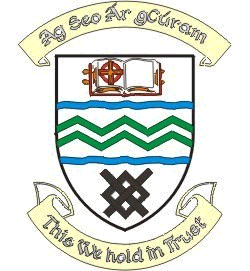 Ag Seo Ár gCúram
This We hold in Trust